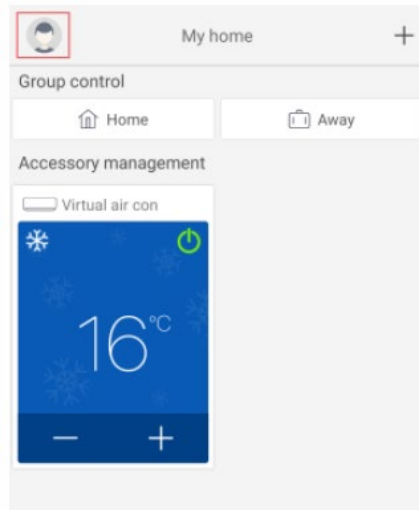 My home
Group control
Home
Away
Accessory management
Virtual air con
16°C